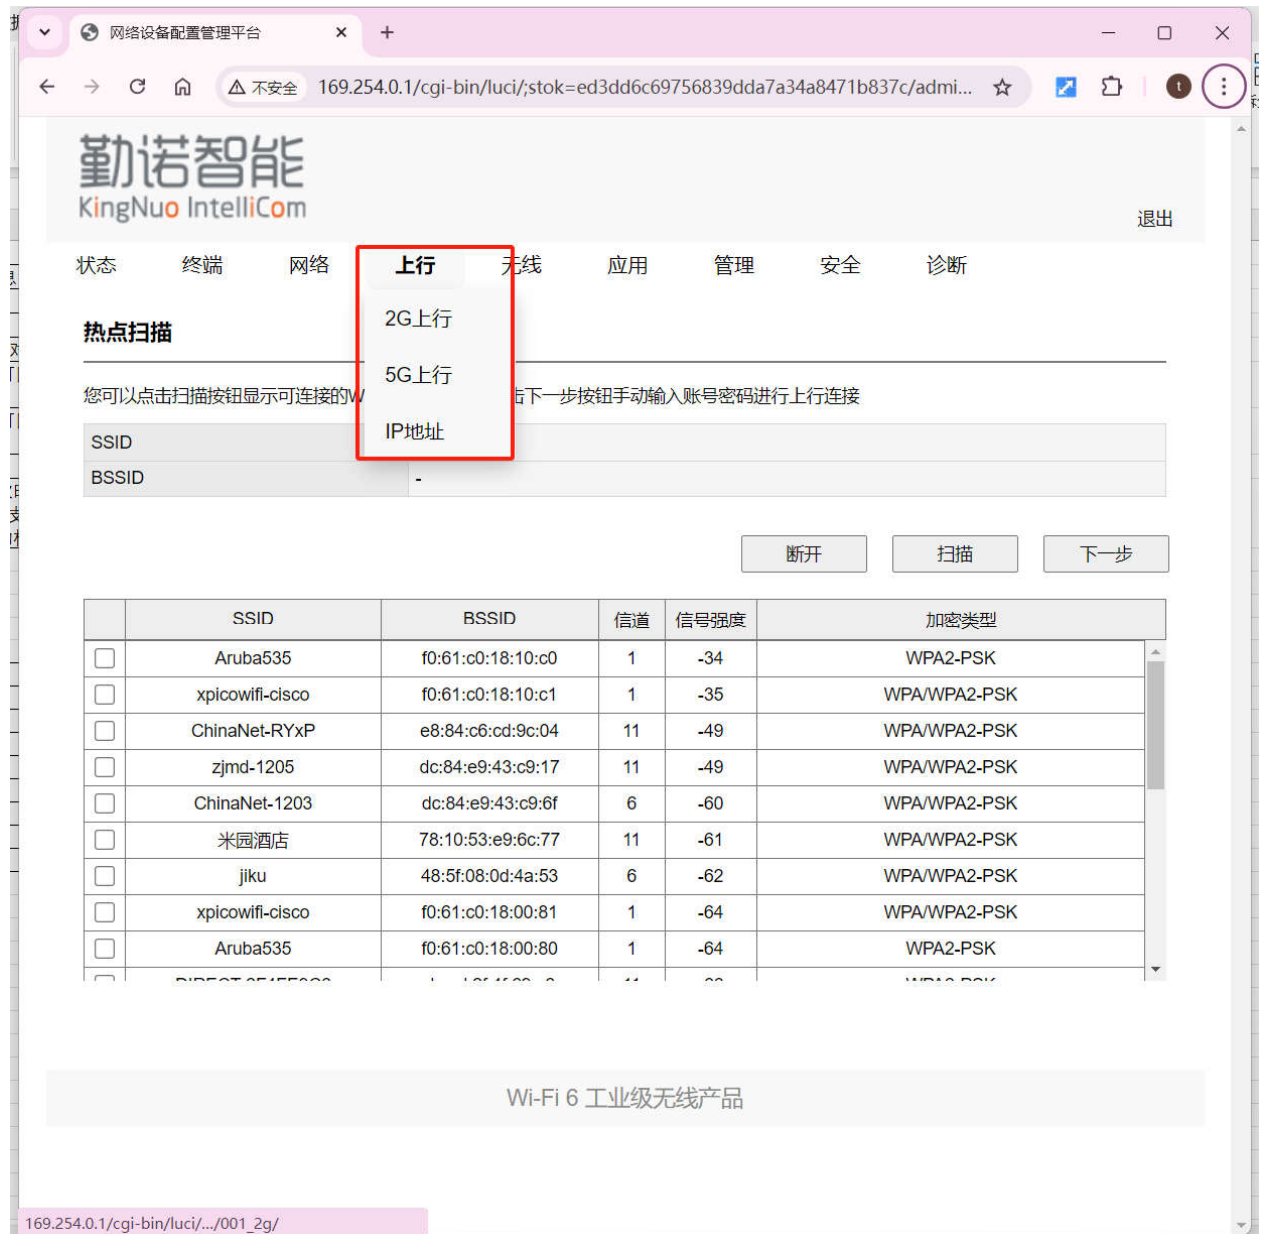 网络设备配置管理平台
不安全 169.254.0.1/cgi-bin/luci/;stok=ed3dd6c69756839dda7a34a8471b837c/admi...
t
勤诺智能
KingNuo IntelliCom
退出
状态 终端 网络 上行 无线 应用 管理 安全 诊断
2G上行
热点扫描
5G上行
您可以点击扫描按钮显示可连接的W
击下一步按钮手动输入账号密码进行上行连接
IP地址
SSID
BSSID -
断开 扫描 下一步
SSID BSSID 信道 信号强度 加密类型
Aruba535 f0:61:c0:18:10:c0 1 -34 WPA2-PSK
xpicowifi-cisco f0:61:c0:18:10:c1 1 -35 WPA/WPA2-PSK
ChinaNet-RYxP e8:84:c6:cd:9c:04 11 -49 WPA/WPA2-PSK
zjmd-1205 dc:84:e9:43:c9:17 11 -49 WPA/WPA2-PSK
ChinaNet-1203 dc:84:e9:43:c9:6f 6 -60 WPA/WPA2-PSK
米园酒店 78:10:53:e9:6c:77 11 -61 WPA/WPA2-PSK
jiku 48:5f:08:0d:4a:53 6 -62 WPA/WPA2-PSK
xpicowifi-cisco f0:61:c0:18:00:81 1 -64 WPA/WPA2-PSK
Aruba535 f0:61:c0:18:00:80 1 -64 WPA2-PSK
Wi-Fi 6 工业级无线产品
169.254.0.1/cgi-bin/luci/.../001_2g/